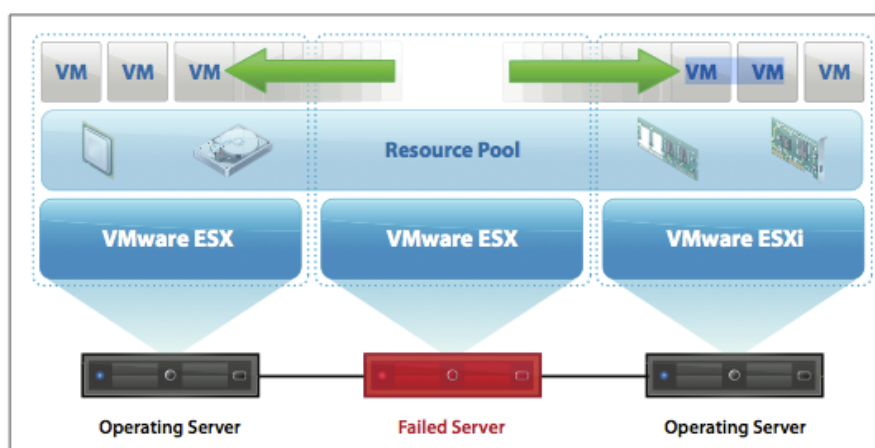 VM VM VM VM VM VM
Resource Pool
VMware ESX VMware ESX VMware ESXi
Operating Server Failed Server Operating Server